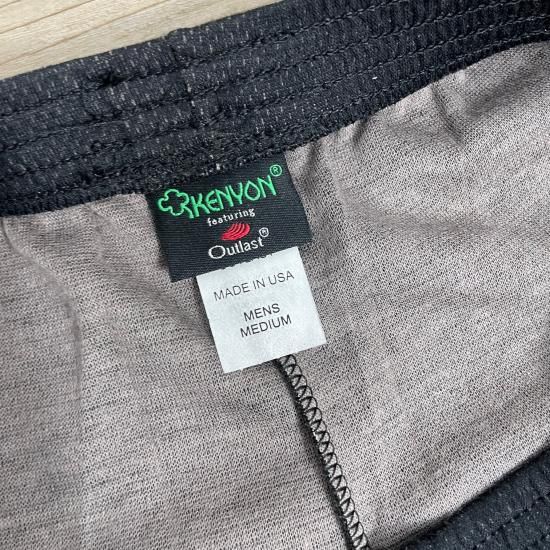 KENYON®
featuring
Outlast®
MADE IN USA
MENS
MEDIUM